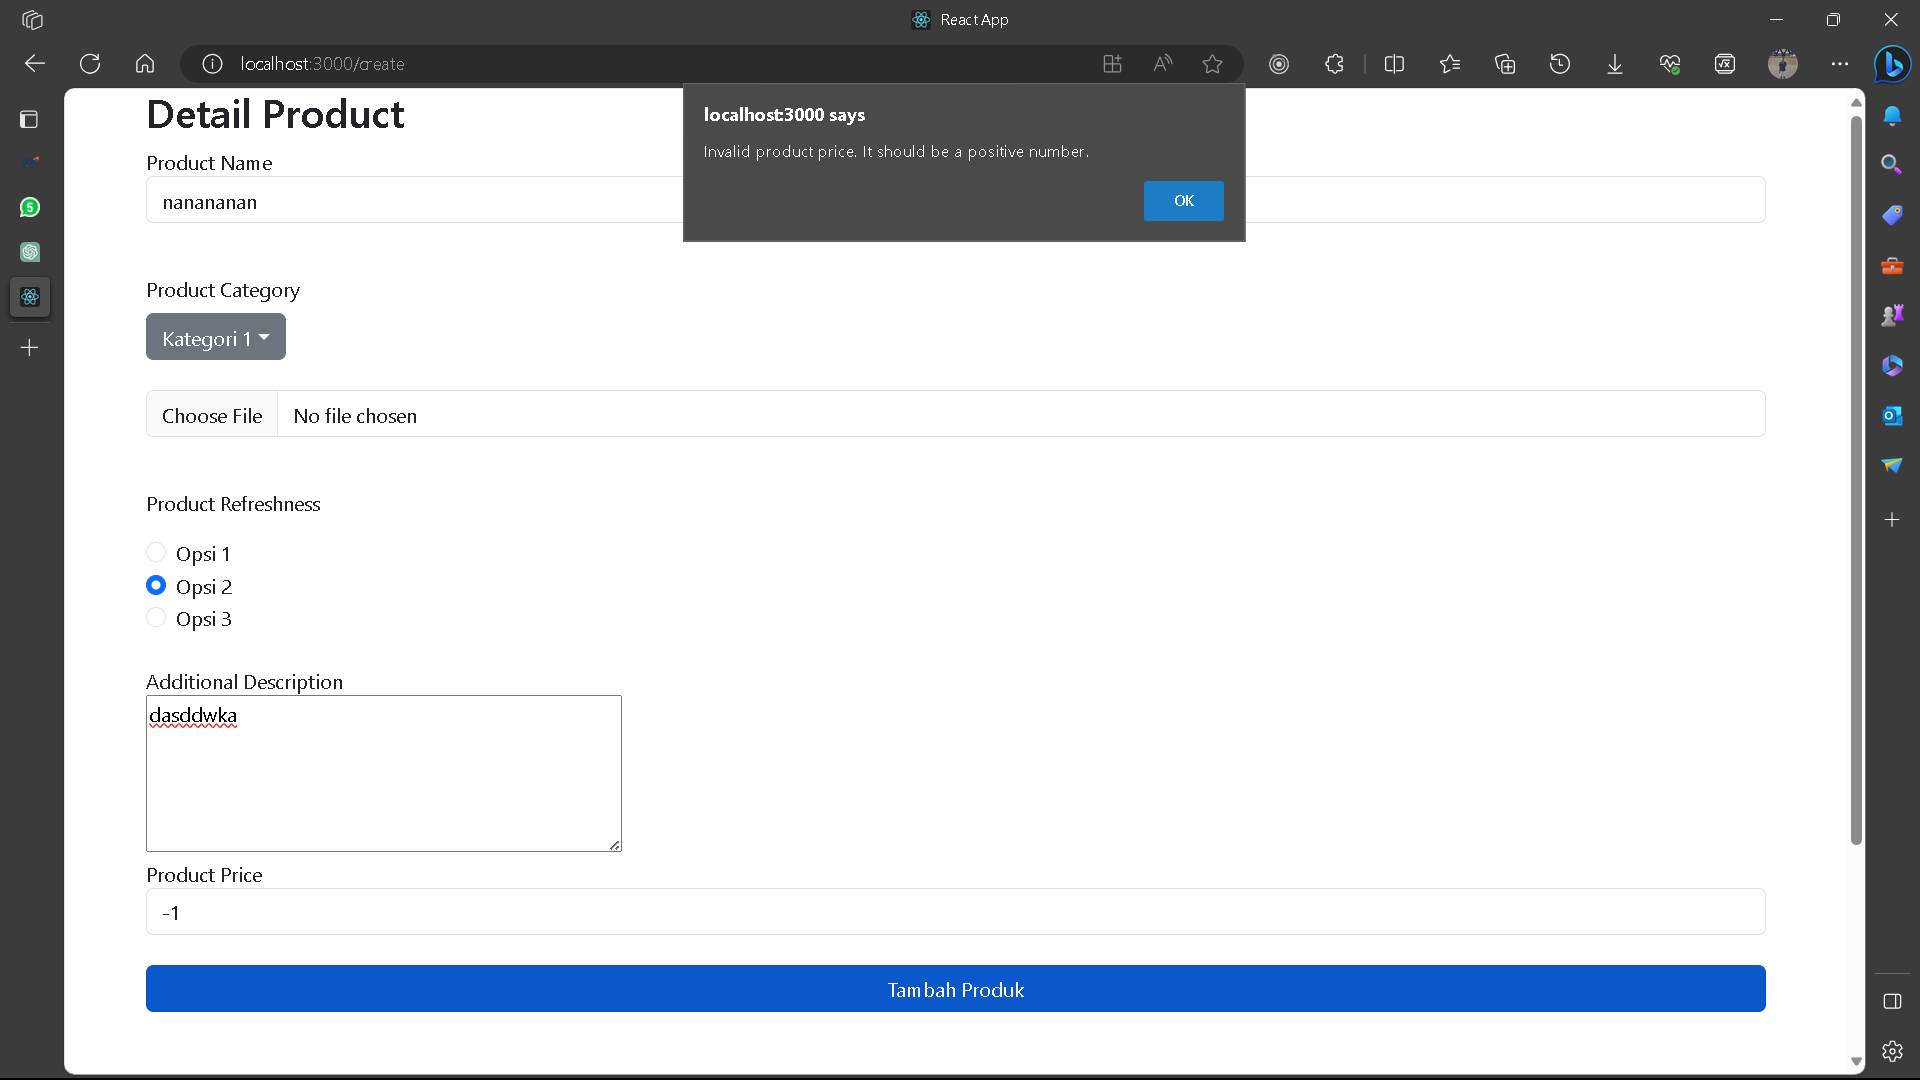 React App
localhost:3000/create
localhost:3000 says
Invalid product price. It should be a positive number.
OK
Detail Product
Product Name
nanananan
Product Category
Kategori 1
Choose File No file chosen
Product Refreshness
Opsi 1
Opsi 2
Opsi 3
Additional Description
dasddwka
Product Price
-1
Tambah Produk
5